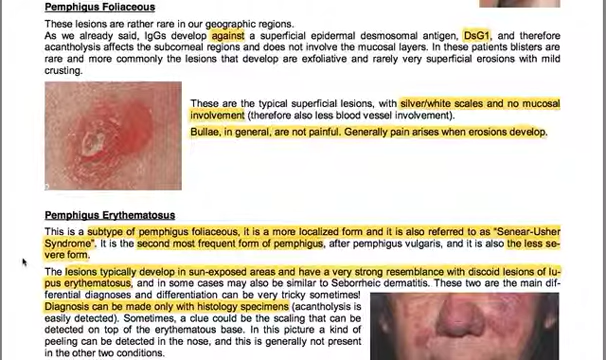 Pemphigus Foliaceous
These lesions are rather rare in our geographic regions.
As we already said, IgGs develop against a superficial epidermal desmosomal antigen, DsG1, and therefore
acantholysis affects the subcorneal regions and does not involve the mucosal layers. In these patients blisters are
rare and more commonly the lesions that develop are exfoliative and rarely very superficial erosions with mild
crusting.
These are the typical superficial lesions, with silver/white scales and no mucosal
involvement (therefore also less blood vessel involvement).
Bullae, in general, are not painful. Generally pain arises when erosions develop.
Pemphigus Erythematosus
This is a subtype of pemphigus foliaceous, it is a more localized form and it is also referred to as "Senear-Usher
Syndrome". It is the second most frequent form of pemphigus, after pemphigus vulgaris, and it is also the less se-
vere form.
The lesions typically develop in sun-exposed areas and have a very strong resemblance with discoid lesions of lu-
pus erythematosus, and in some cases may also be similar to Seborrheic dermatitis. These two are the main dif-
ferential diagnoses and differentiation can be very tricky sometimes!
Diagnosis can be made only with histology specimens (acantholysis is
easily detected). Sometimes, a clue could be the scaling that can be
detected on top of the erythematous base. In this picture a kind of
peeling can be detected in the nose, and this is generally not present
in the other two conditions.